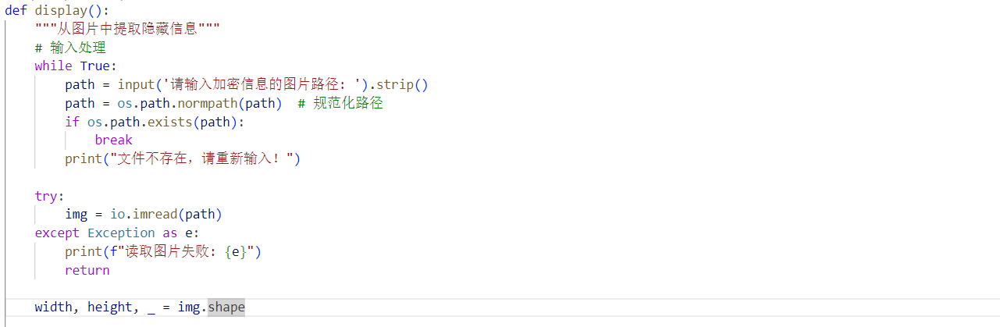 def display():
"""从图片中提取隐藏信息"""
# 输入处理
while True:
path = input('请输入加密信息的图片路径: ').strip()
path = os.path.normpath(path)  # 规范化路径
if os.path.exists(path):
break
print("文件不存在，请重新输入！")
try:
img = io.imread(path)
except Exception as e:
print(f"读取图片失败: {e}")
return
width, height, _ = img.shape